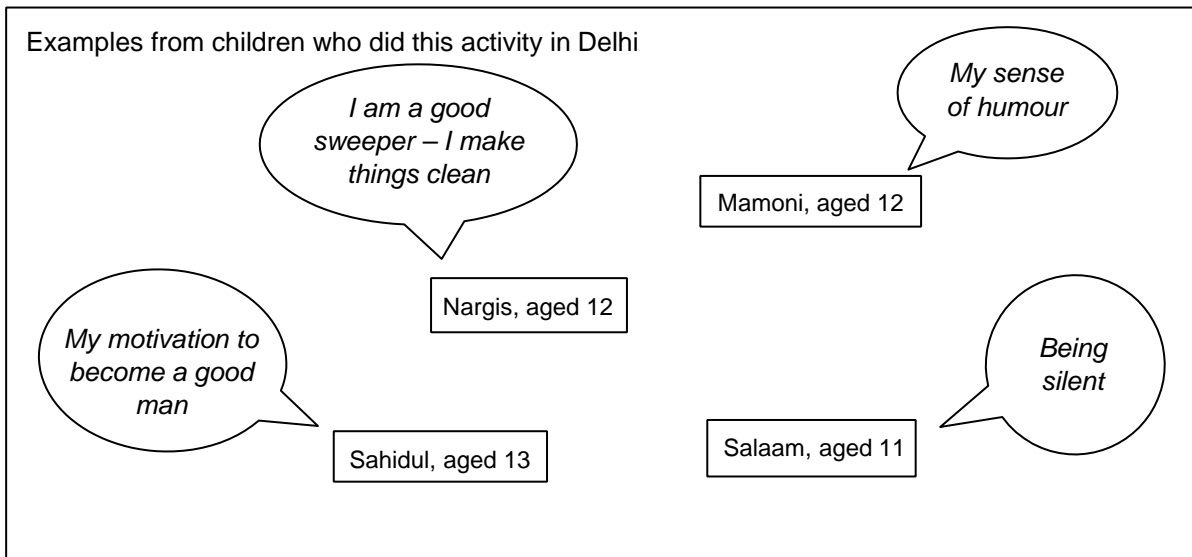 Examples from children who did this activity in Delhi
I am a good
sweeper – I make
things clean
Nargis, aged 12
My sense
of humour
Mamoni, aged 12
My motivation to
become a good
man
Sahidul, aged 13
Being
silent
Salaam, aged 11